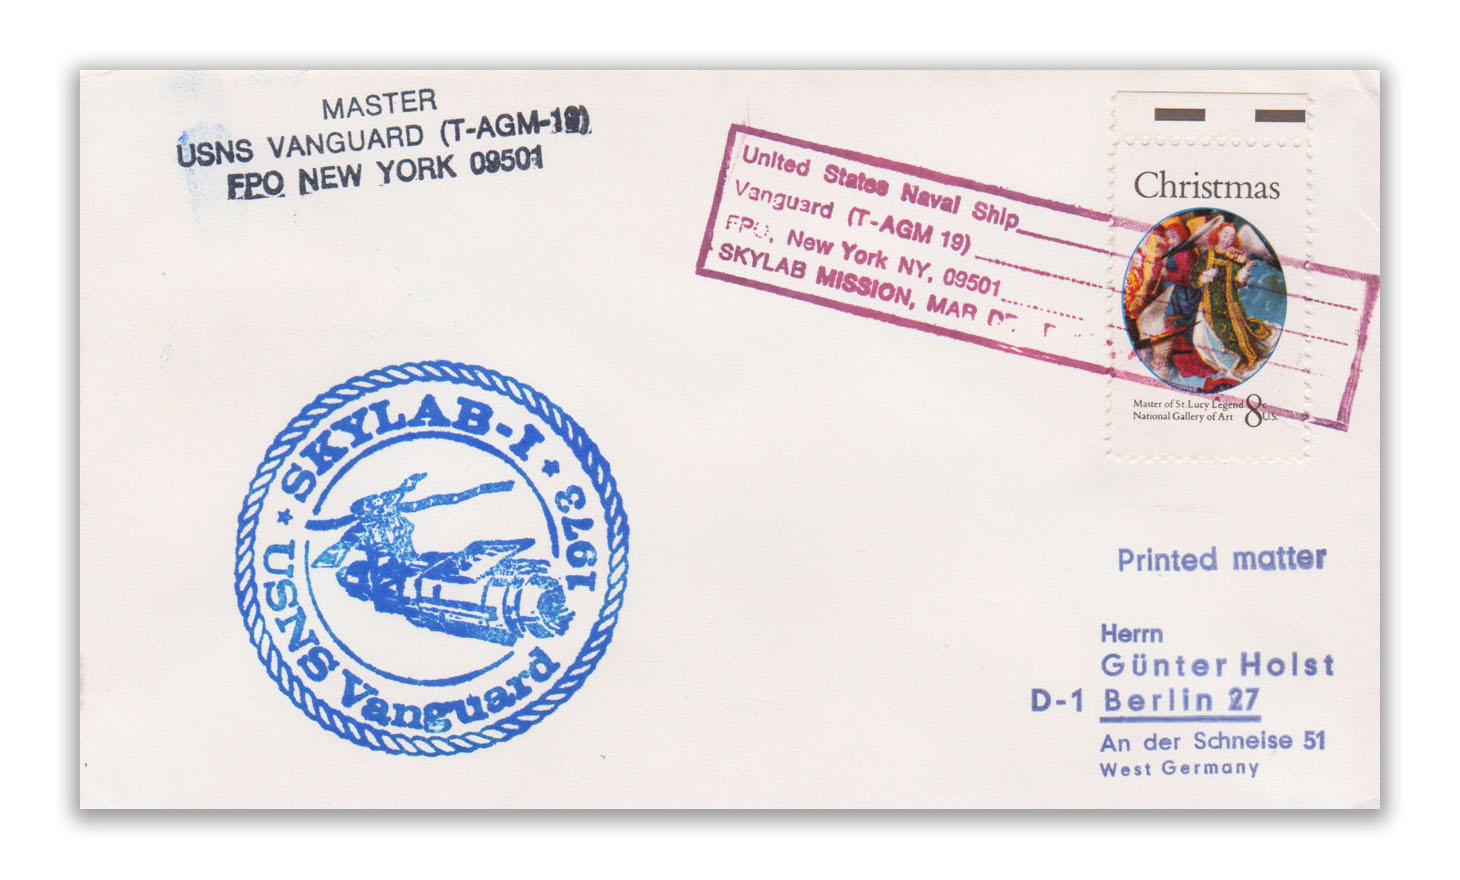 MASTER
USNS VANGUARD (T-AGM-19)
FPO NEW YORK 09501
United States Naval Ship
Vanguard (T-AGM 19)
FPO, New York NY, 09501
SKYLAB MISSION, MAR
Christmas
Master of St. Lucy Legend
National Gallery of Art 8c U.S.
★ SKYLAB-I ★ 1973
USNS Vanguard
Printed matter
Herrn
Günter Holst
D-1 Berlin 27
An der Schneise 51
West Germany